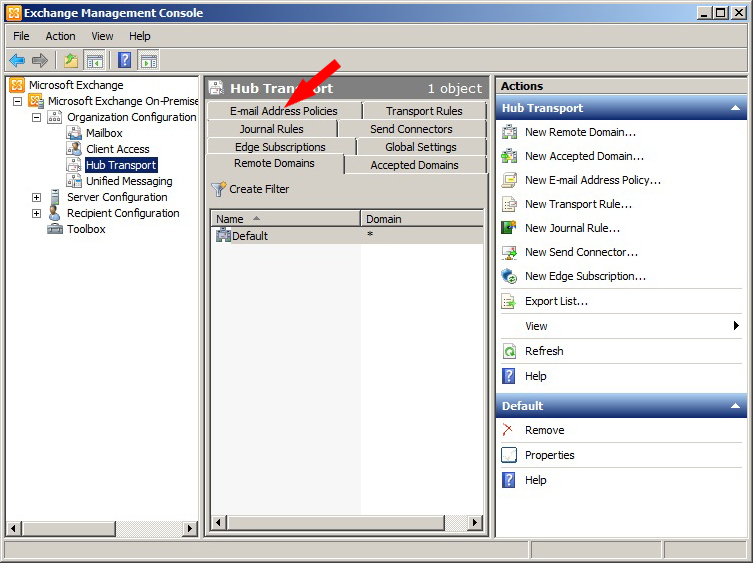 Exchange Management Console
File Action View Help
Microsoft Exchange
Microsoft Exchange On-Premise
Organization Configuration
Mailbox
Client Access
Hub Transport
Unified Messaging
Server Configuration
Recipient Configuration
Toolbox
Hub Transport 1 object
E-mail Address Policies Transport Rules
Journal Rules Send Connectors
Edge Subscriptions Global Settings
Remote Domains Accepted Domains
Create Filter
Name Domain
Default *
Actions
Hub Transport
New Remote Domain...
New Accepted Domain...
New E-mail Address Policy...
New Transport Rule...
New Journal Rule...
New Send Connector...
New Edge Subscription...
Export List...
View
Refresh
Help
Default
Remove
Properties
Help